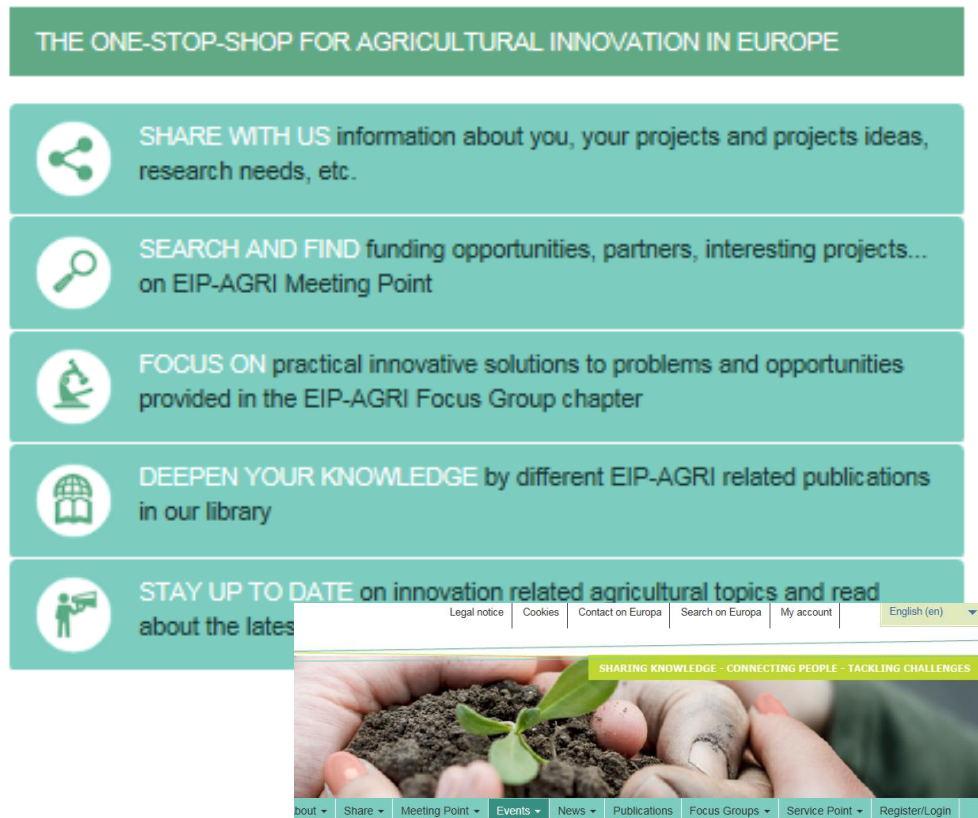 THE ONE-STOP-SHOP FOR AGRICULTURAL INNOVATION IN EUROPE
SHARE WITH US information about you, your projects and projects ideas,
research needs, etc.
SEARCH AND FIND funding opportunities, partners, interesting projects...
on EIP-AGRI Meeting Point
FOCUS ON practical innovative solutions to problems and opportunities
provided in the EIP-AGRI Focus Group chapter
DEEPEN YOUR KNOWLEDGE by different EIP-AGRI related publications
in our library
STAY UP TO DATE on innovation related agricultural topics and read
about the
Legal notice Cookies Contact on Europa Search on Europa My account English (en)
SHARING KNOWLEDGE - CONNECTING PEOPLE - TACKLING CHALLENGES
Share Meeting Point Events News Publications Focus Groups Service Point Register/Login